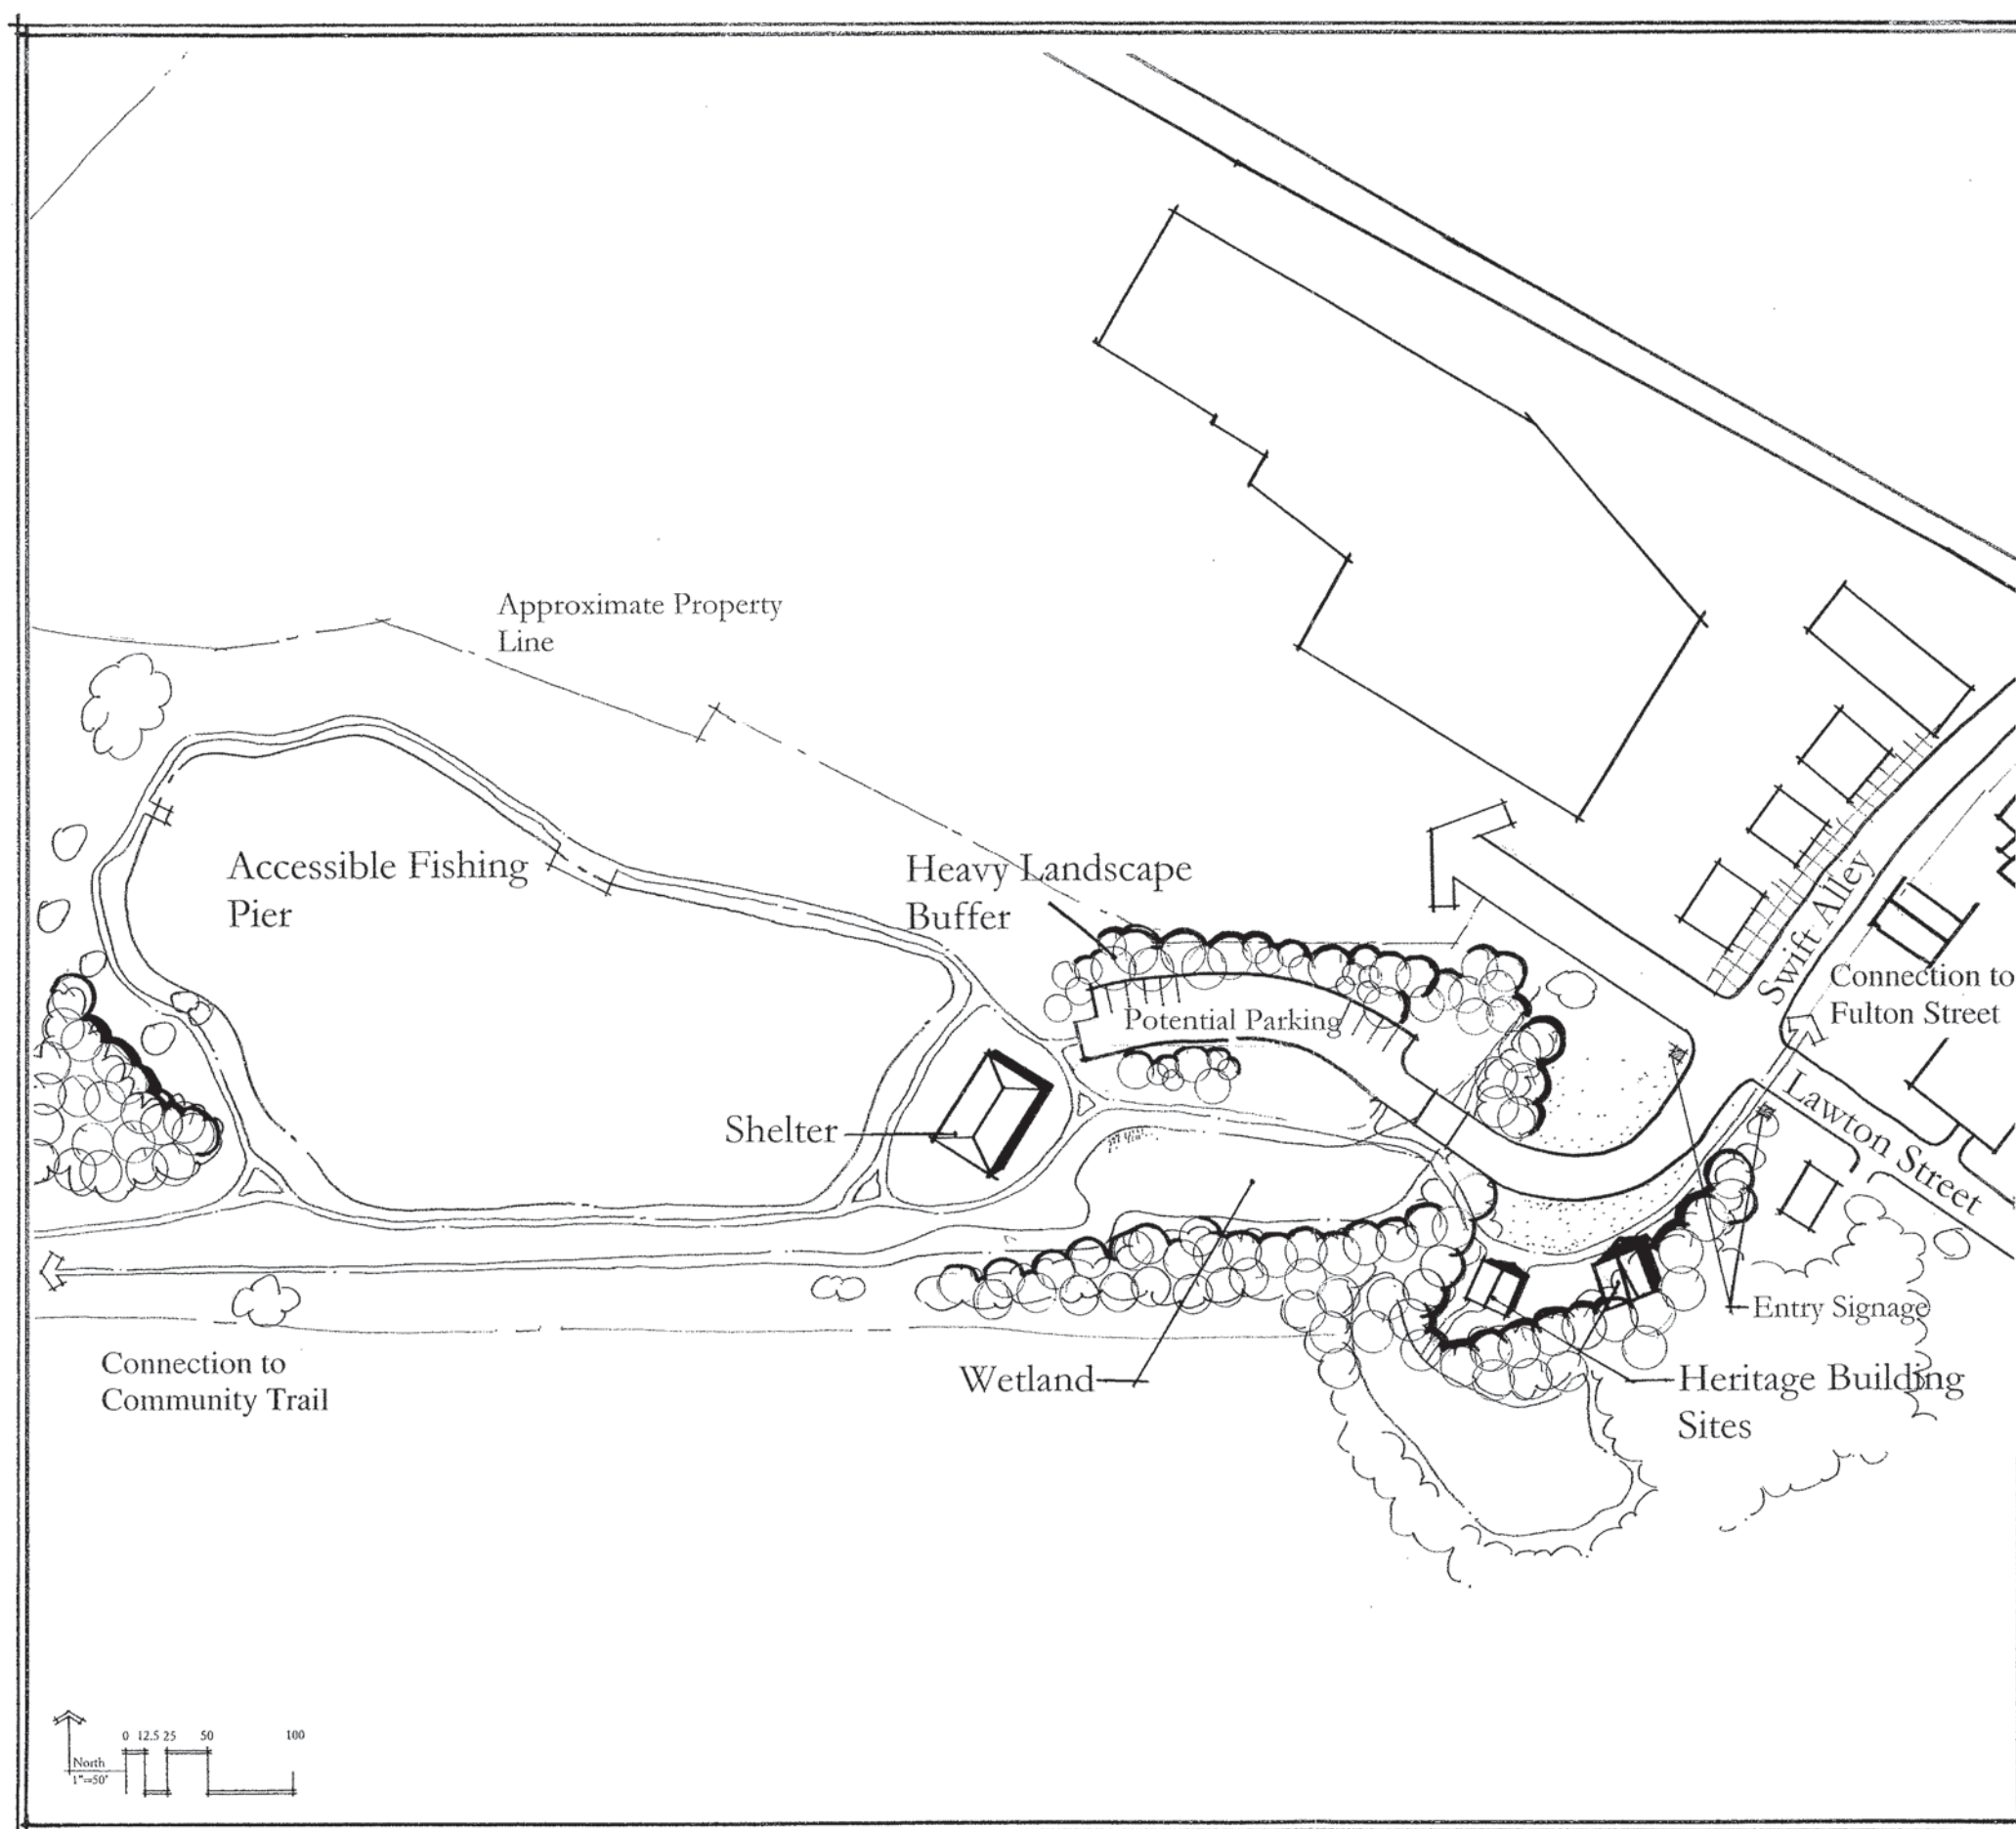 Approximate Property
Line
Accessible Fishing
Pier
Heavy Landscape
Buffer
Swift Alley
Connection to
Fulton Street
Potential Parking
Shelter
Lawton Street
Entry Signage
Connection to
Community Trail
Wetland
Heritage Building
Sites
0 12.5 25 50 100
North
1"=50'